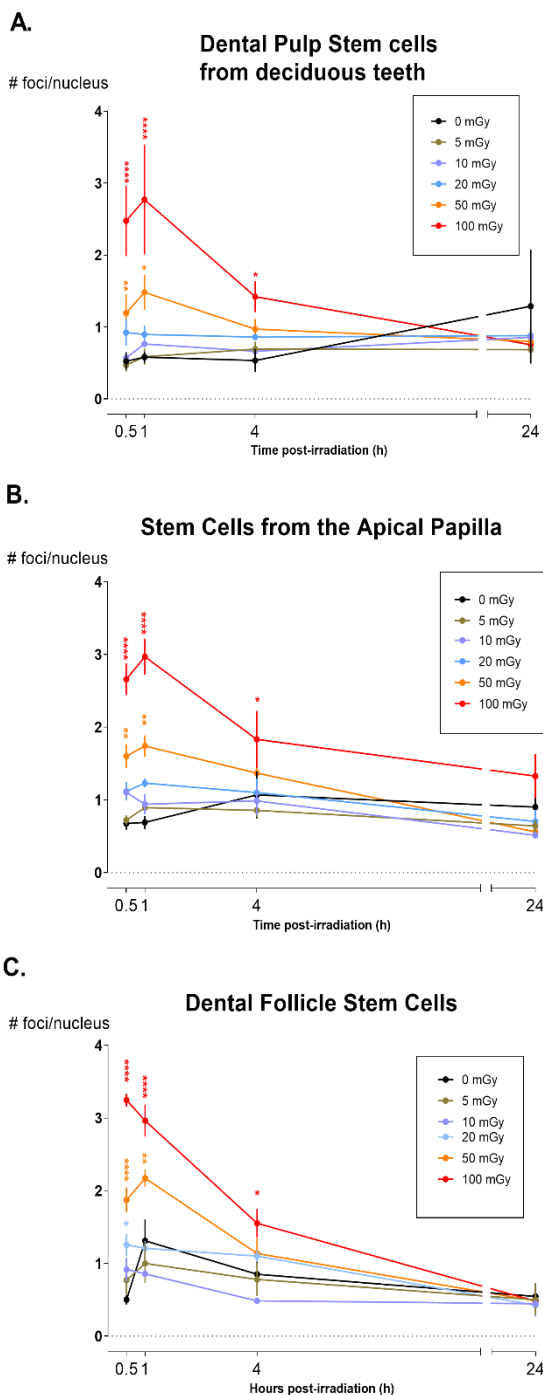 A.
Dental Pulp Stem cells
from deciduous teeth
# foci/nucleus
4
3
2
1
0
0 mGy
5 mGy
10 mGy
20 mGy
50 mGy
100 mGy
****
****
**
*
*
0.5 1 4 24
Time post-irradiation (h)
B.
Stem Cells from the Apical Papilla
# foci/nucleus
4
3
2
1
0
0 mGy
5 mGy
10 mGy
20 mGy
50 mGy
100 mGy
****
****
**
**
*
0.5 1 4 24
Time post-irradiation (h)
C.
Dental Follicle Stem Cells
# foci/nucleus
4
3
2
1
0
0 mGy
5 mGy
10 mGy
20 mGy
50 mGy
100 mGy
****
****
****
**
*
*
0.5 1 4 24
Hours post-irradiation (h)